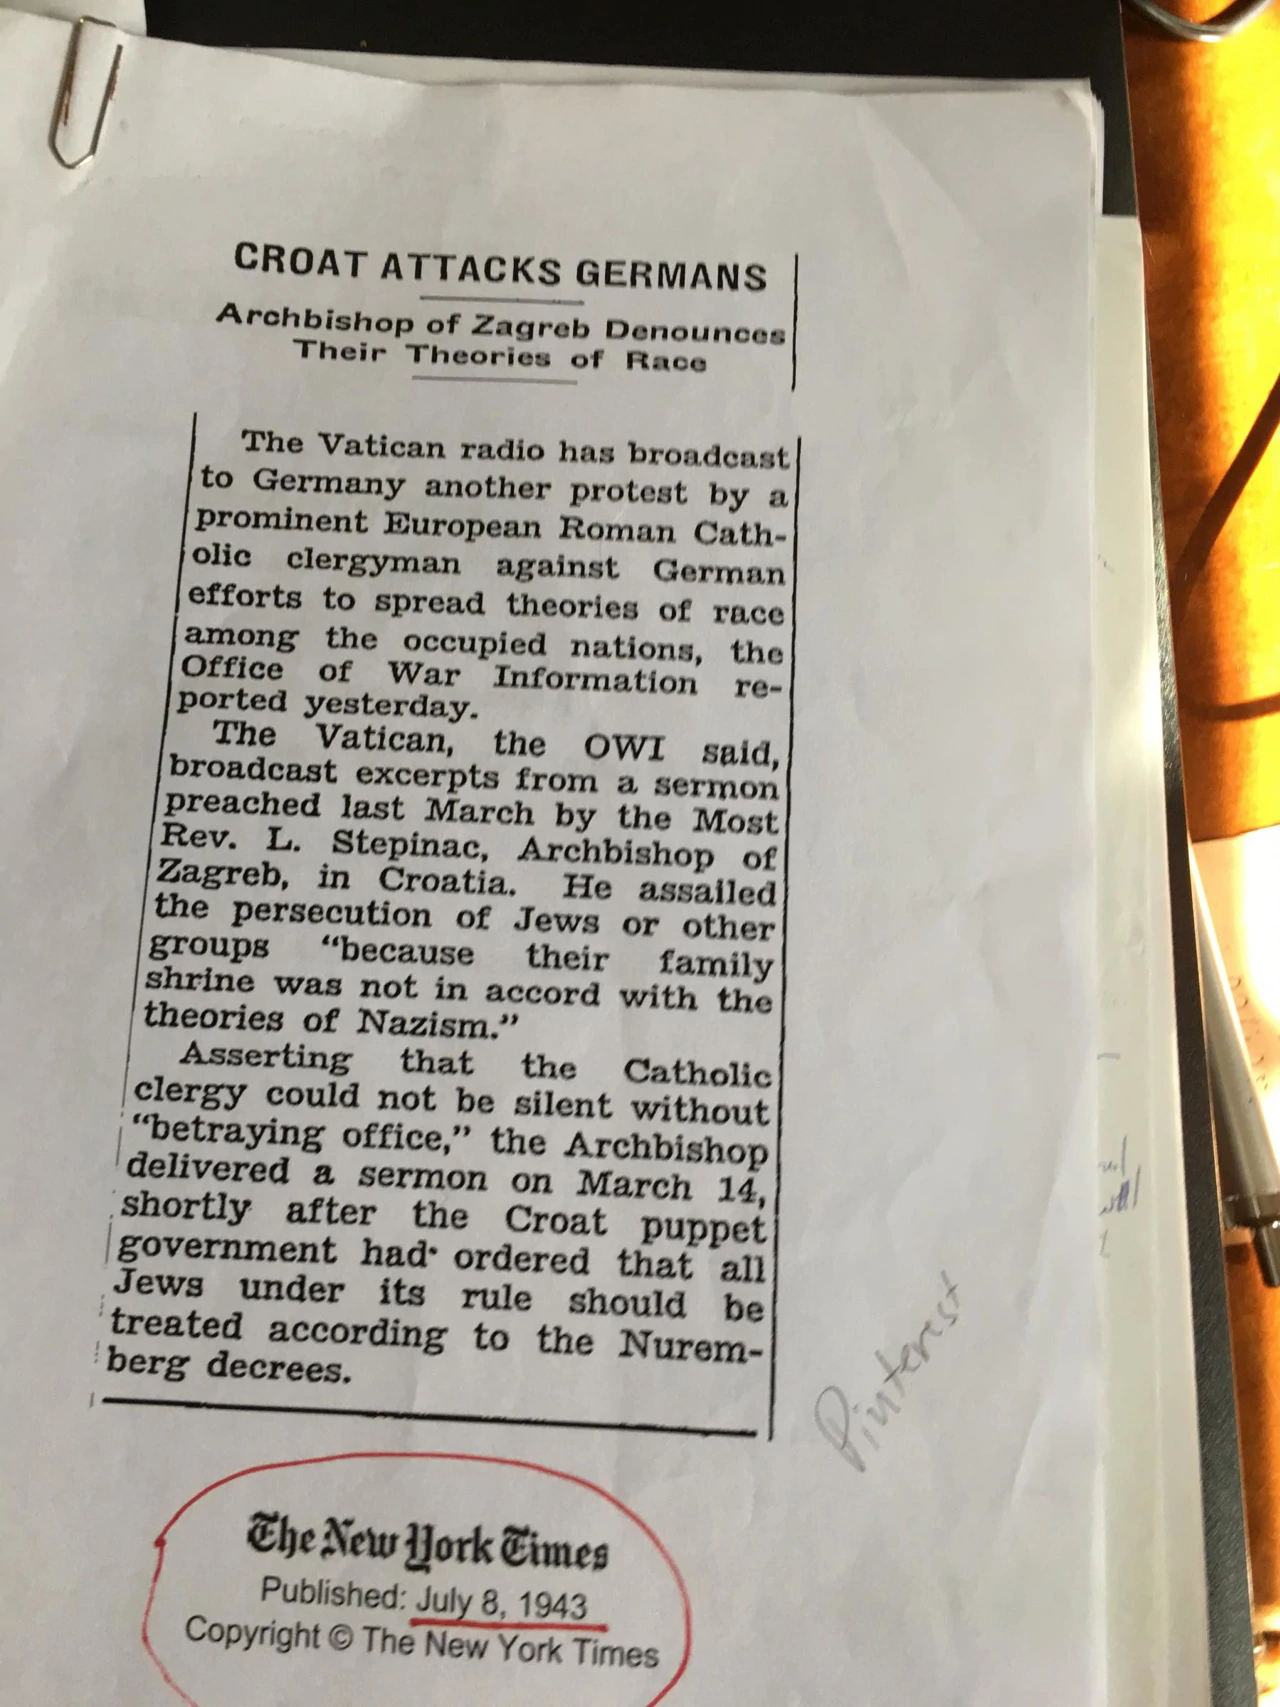 CROAT ATTACKS GERMANS
Archbishop of Zagreb Denounces
Their Theories of Race
The Vatican radio has broadcast
to Germany another protest by a
prominent European Roman Cath-
olic clergyman against German
efforts to spread theories of race
among the occupied nations, the
Office of War Information re-
ported yesterday.
The Vatican, the OWI said,
broadcast excerpts from a sermon
preached last March by the Most
Rev. L. Stepinac, Archbishop of
Zagreb, in Croatia. He assailed
the persecution of Jews or other
groups "because their family
shrine was not in accord with the
theories of Nazism."
Asserting that the Catholic
clergy could not be silent without
"betraying office," the Archbishop
delivered a sermon on March 14,
shortly after the Croat puppet
government had ordered that all
Jews under its rule should be
treated according to the Nurem-
berg decrees.
Pinterest
The New York Times
Published: July 8, 1943
Copyright © The New York Times